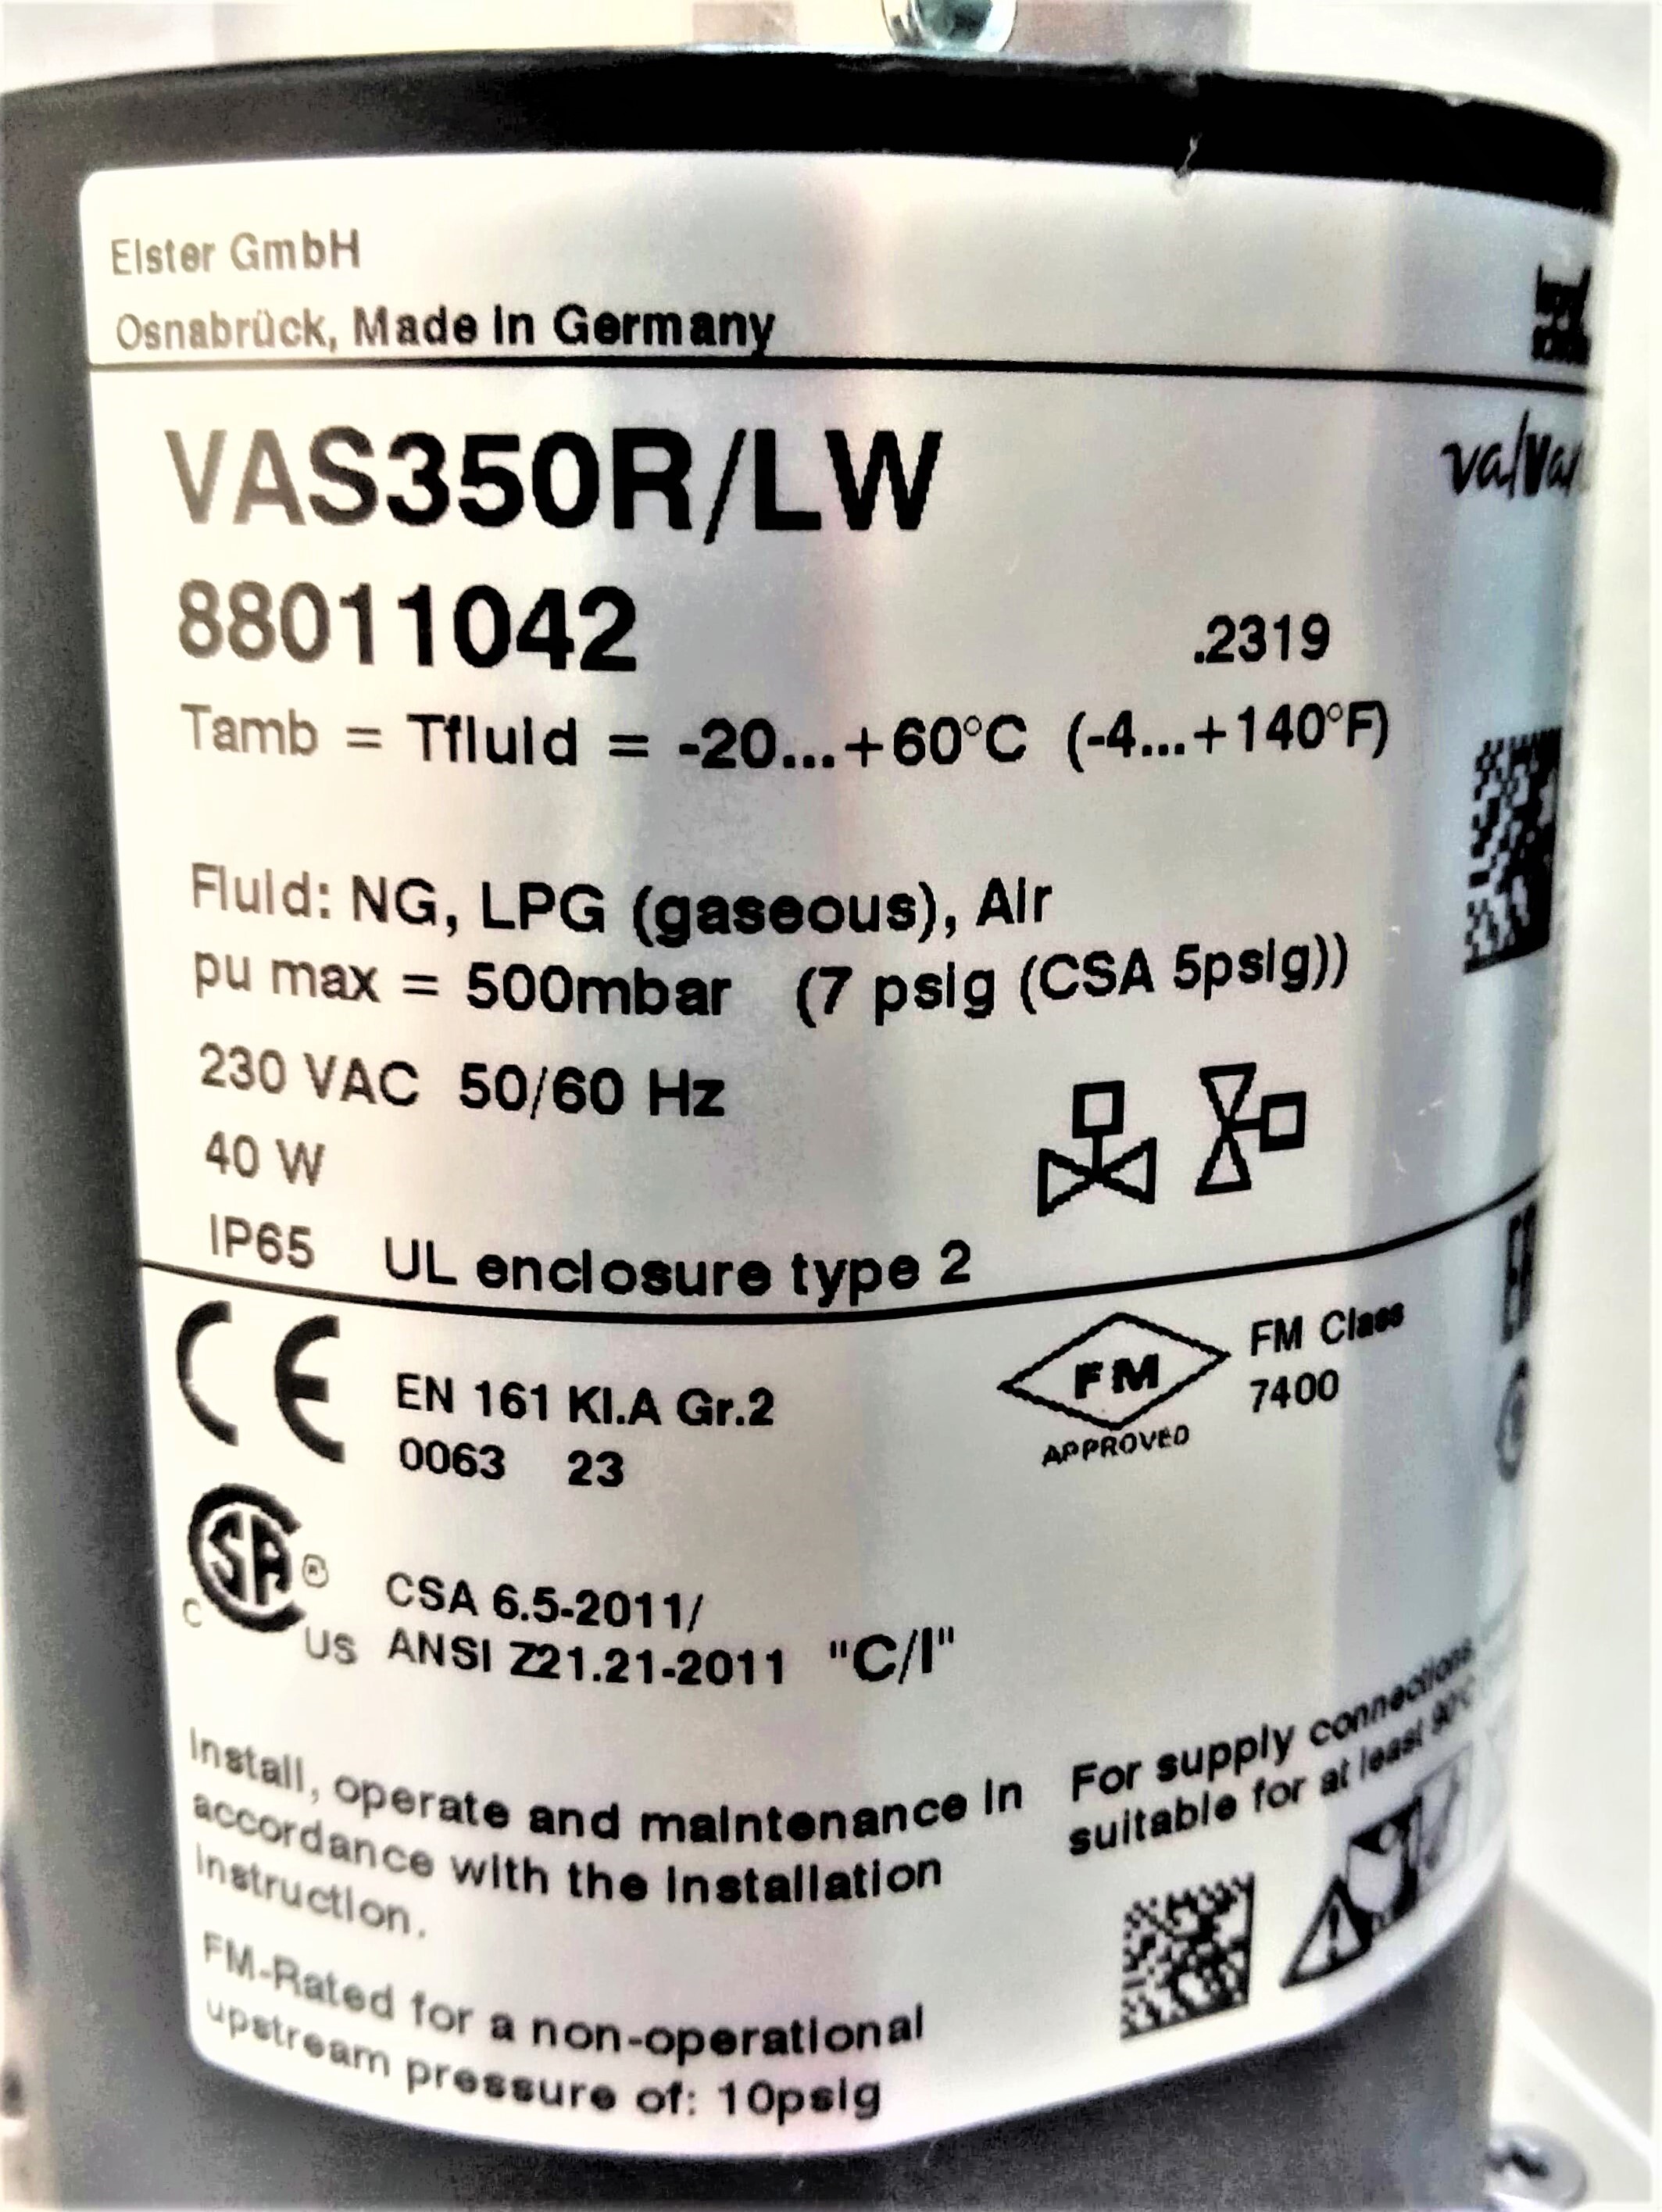 Elster GmbH
Osnabrück, Made in Germany
VAS350R/LW
88011042 .2319
Tamb = Tfluid = -20...+60°C (-4...+140°F)
Fluid: NG, LPG (gaseous), Air
pu max = 500mbar (7 psig (CSA 5psig))
230 VAC 50/60 Hz
40 W
IP65 UL enclosure type 2
CE EN 161 Kl.A Gr.2
0063 23
FM
APPROVED
FM Class
7400
CSA ®
C US
CSA 6.5-2011/
ANSI Z21.21-2011 "C/I"
Install, operate and maintenance in
accordance with the installation
instruction.
For supply connections
suitable for at least 90°C
FM-Rated for a non-operational
upstream pressure of: 10psig